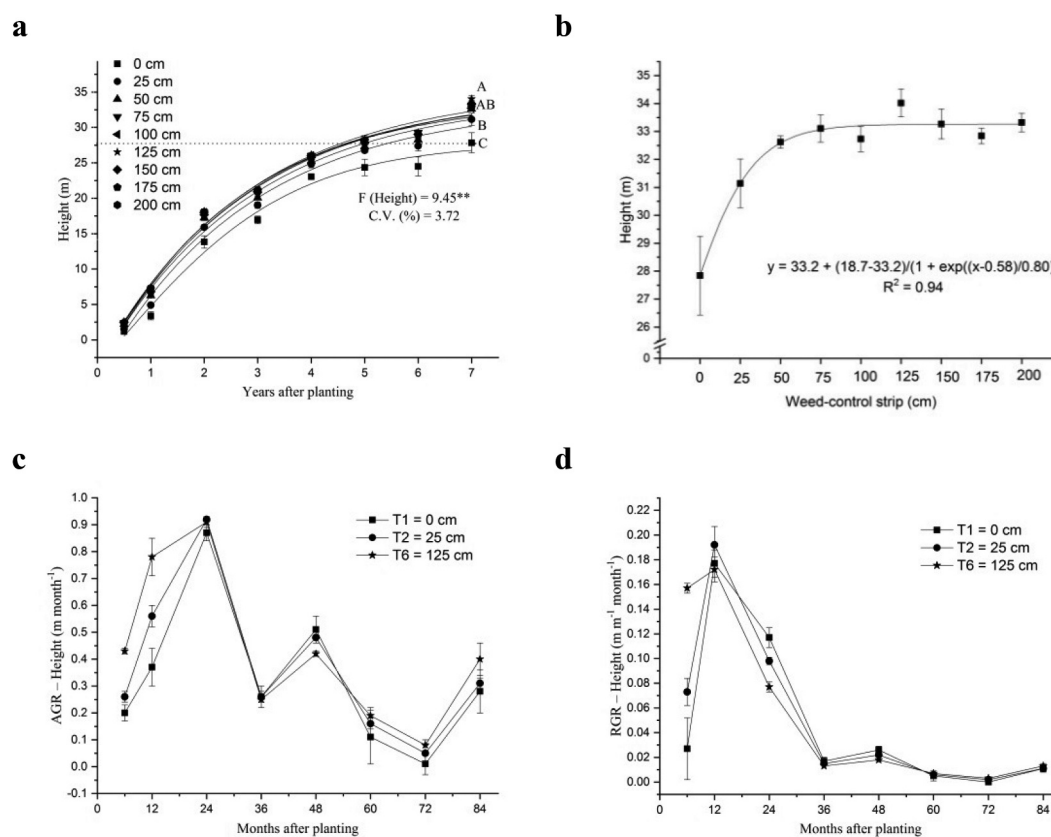 a
0 cm
25 cm
50 cm
75 cm
100 cm
125 cm
150 cm
175 cm
200 cm
35
30
25
20
15
10
5
0
Height (m)
A
AB
B
C
F (Height) = 9.45**
C.V. (%) = 3.72
0 1 2 3 4 5 6 7
Years after planting
b
35
34
33
32
31
30
29
28
27
26
0
Height (m)
y = 33.2 + (18.7-33.2)/(1 + exp((x-0.58)/0.80)
R² = 0.94
0 25 50 75 100 125 150 175 200
Weed-control strip (cm)
c
1.0
0.9
0.8
0.7
0.6
0.5
0.4
0.3
0.2
0.1
0.0
-0.1
AGR – Height (m month⁻¹)
T1 = 0 cm
T2 = 25 cm
T6 = 125 cm
0 12 24 36 48 60 72 84
Months after planting
d
0.22
0.20
0.18
0.16
0.14
0.12
0.10
0.08
0.06
0.04
0.02
0.00
RGR – Height (m m⁻¹ month⁻¹)
T1 = 0 cm
T2 = 25 cm
T6 = 125 cm
0 12 24 36 48 60 72 84
Months after planting